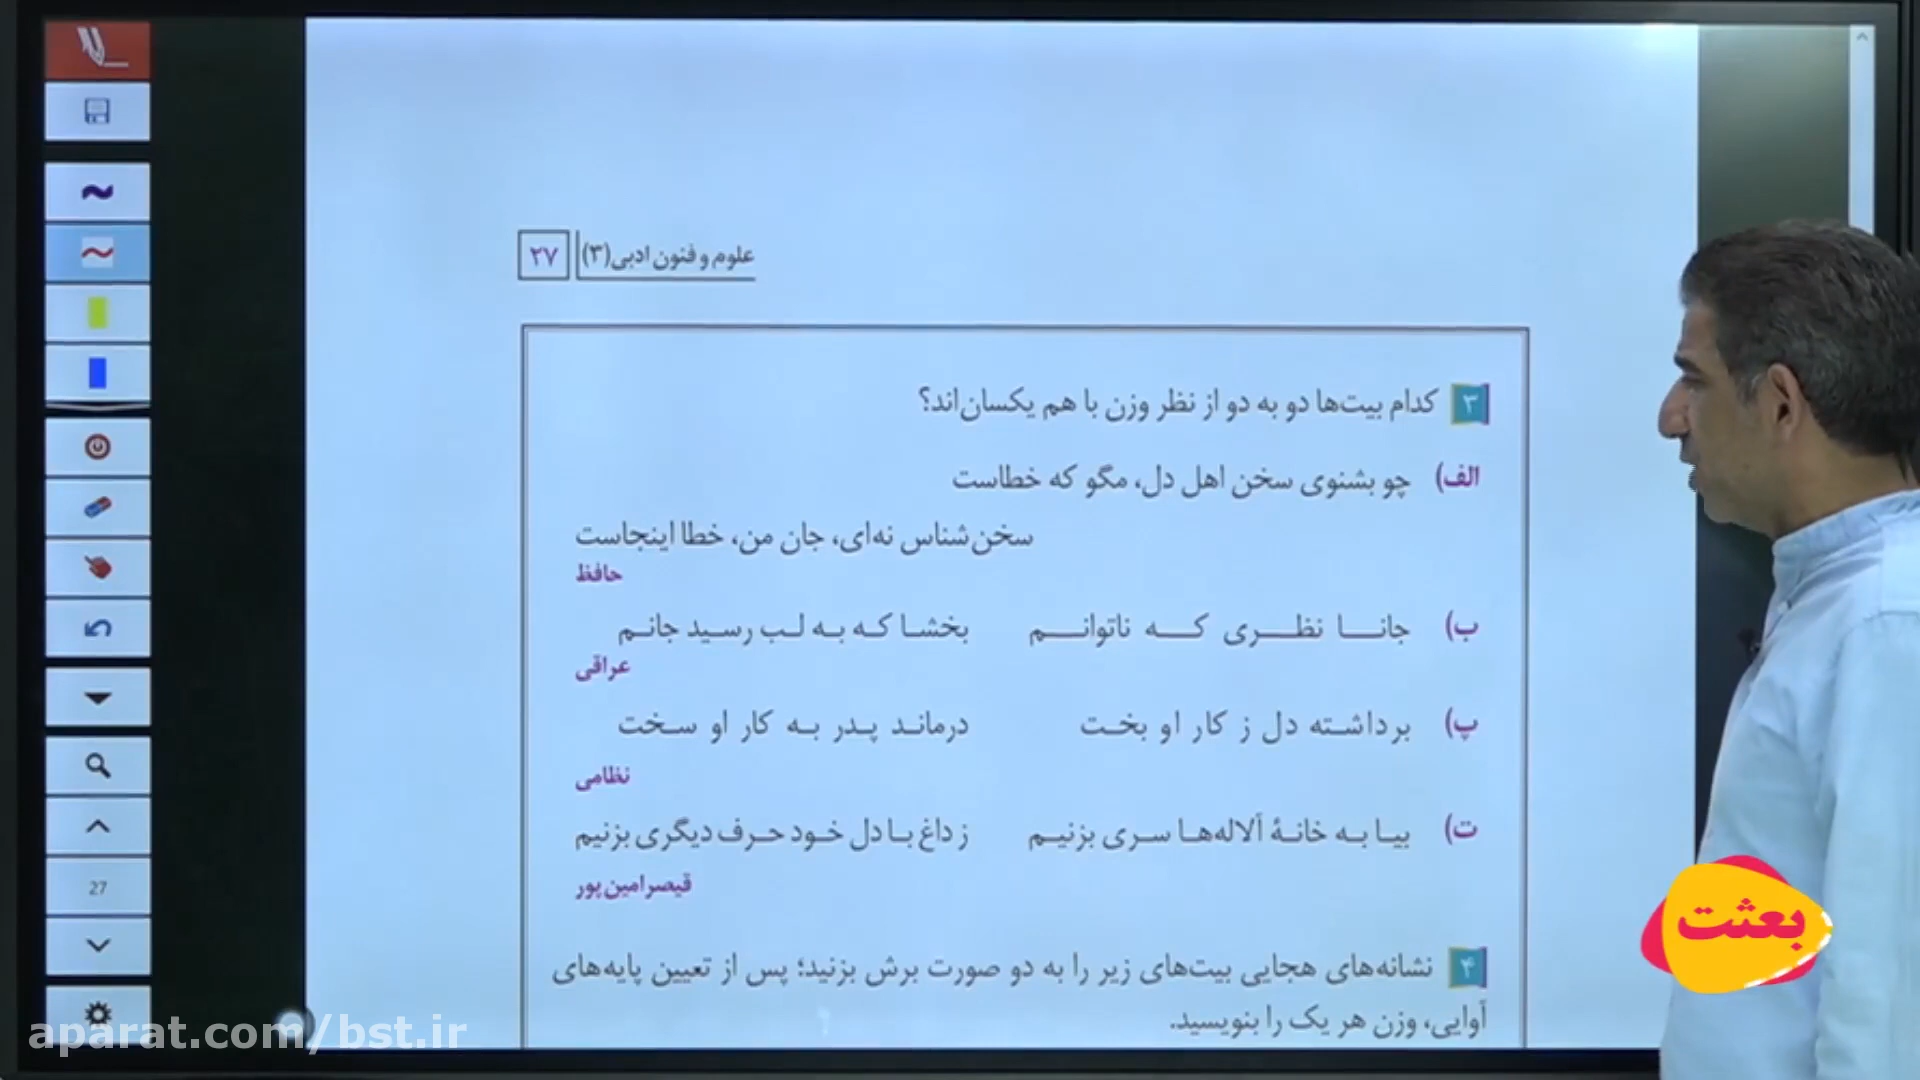 علوم و فنون ادبی (۳) ۲۷
۳ کدام بیت‌ها دو به دو از نظر وزن با هم یکسان‌اند؟
الف) چو بشنوی سخن اهل دل، مگو که خطاست
سخن‌شناس نه‌ای، جان من، خطا اینجاست
حافظ
ب) جانا نظری که ناتوانم بخشا که به لب رسید جانم
عراقی
پ) برداشته دل ز کار او بخت درماند پدر به کار او سخت
نظامی
ت) بیا به خانهٔ آلاله‌ها سری بزنیم ز داغ با دل خود حرف دیگری بزنیم
قیصر امین‌پور
۴ نشانه‌های هجایی بیت‌های زیر را به دو صورت برش بزنید؛ پس از تعیین پایه‌های
آوایی، وزن هر یک را بنویسید.
27
بعثت
aparat.com/bst.ir